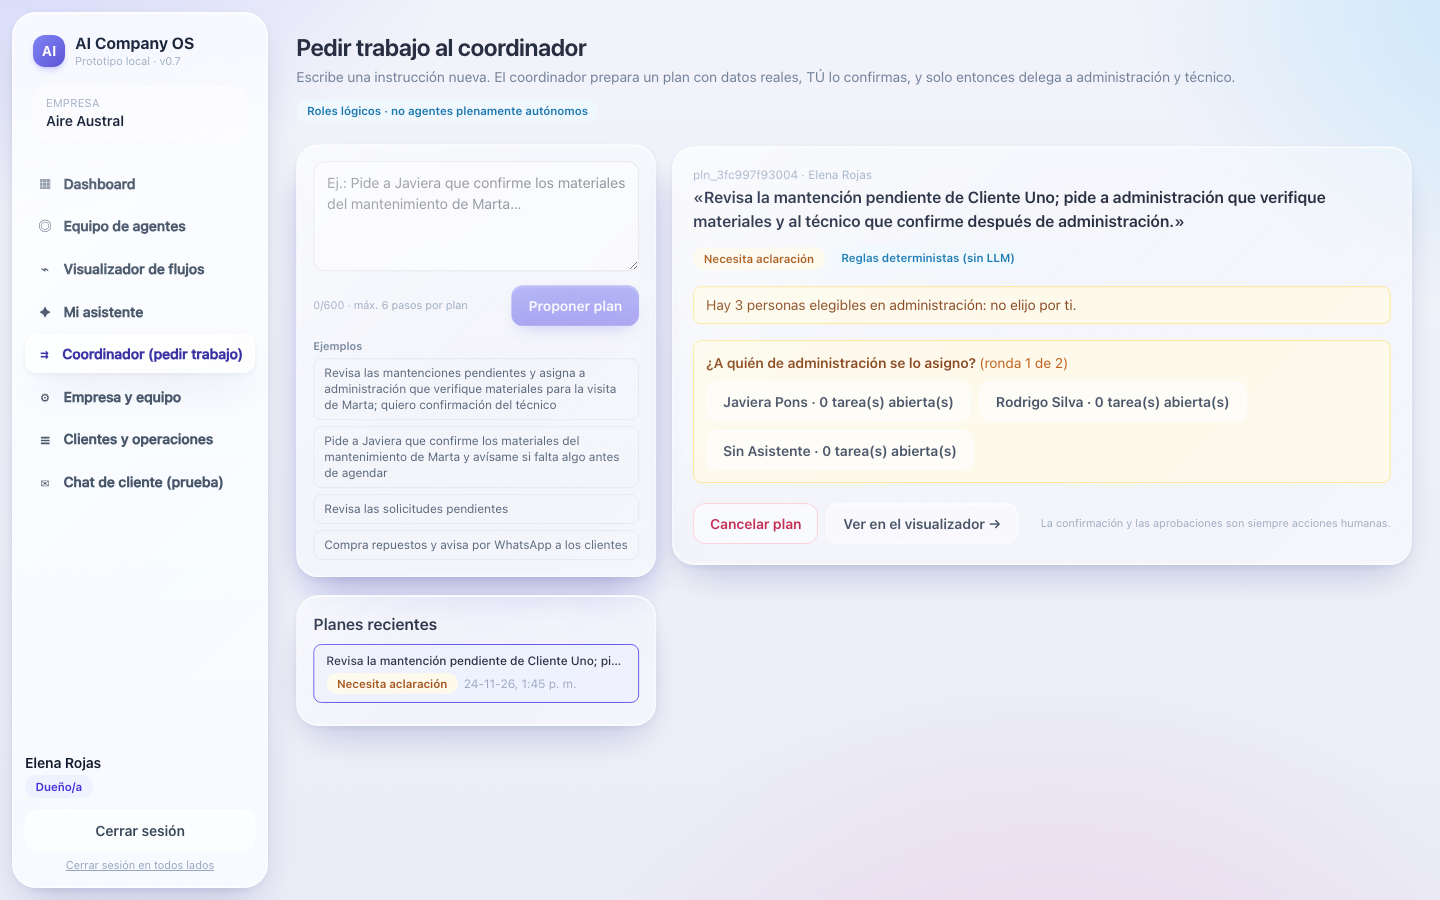 AI
AI Company OS
Prototipo local · v0.7
EMPRESA
Aire Austral
Dashboard
Equipo de agentes
Visualizador de flujos
Mi asistente
Coordinador (pedir trabajo)
Empresa y equipo
Clientes y operaciones
Chat de cliente (prueba)
Elena Rojas
Dueño/a
Cerrar sesión
Cerrar sesión en todos lados
Pedir trabajo al coordinador
Escribe una instrucción nueva. El coordinador prepara un plan con datos reales, TÚ lo confirmas, y solo entonces delega a administración y técnico.
Roles lógicos · no agentes plenamente autónomos
Ej.: Pide a Javiera que confirme los materiales
del mantenimiento de Marta...
0/600 · máx. 6 pasos por plan
Proponer plan
Ejemplos
Revisa las mantenciones pendientes y asigna a
administración que verifique materiales para la visita
de Marta; quiero confirmación del técnico
Pide a Javiera que confirme los materiales del
mantenimiento de Marta y avísame si falta algo antes
de agendar
Revisa las solicitudes pendientes
Compra repuestos y avisa por WhatsApp a los clientes
Planes recientes
Revisa la mantención pendiente de Cliente Uno; pi...
Necesita aclaración
24-11-26, 1:45 p. m.
pln_3fc997f93004 · Elena Rojas
«Revisa la mantención pendiente de Cliente Uno; pide a administración que verifique
materiales y al técnico que confirme después de administración.»
Necesita aclaración
Reglas deterministas (sin LLM)
Hay 3 personas elegibles en administración: no elijo por ti.
¿A quién de administración se lo asigno? (ronda 1 de 2)
Javiera Pons · 0 tarea(s) abierta(s)
Rodrigo Silva · 0 tarea(s) abierta(s)
Sin Asistente · 0 tarea(s) abierta(s)
Cancelar plan
Ver en el visualizador →
La confirmación y las aprobaciones son siempre acciones humanas.